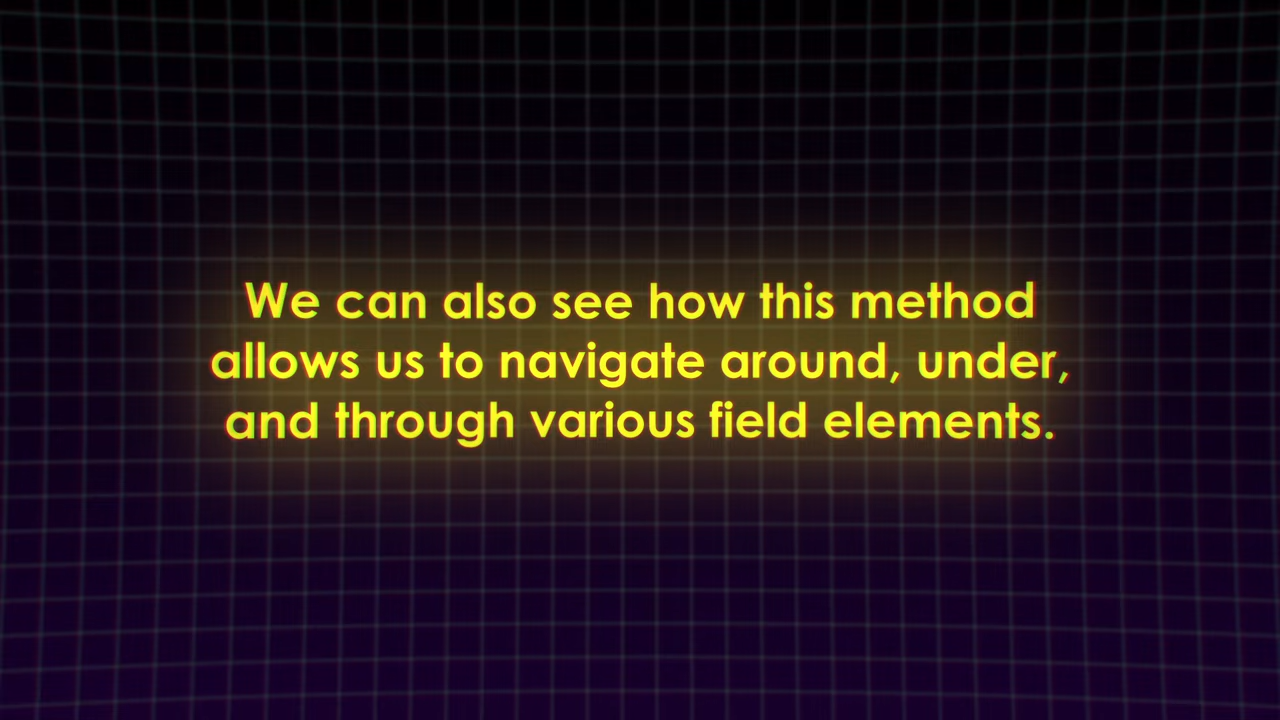 We can also see how this method
allows us to navigate around, under,
and through various field elements.